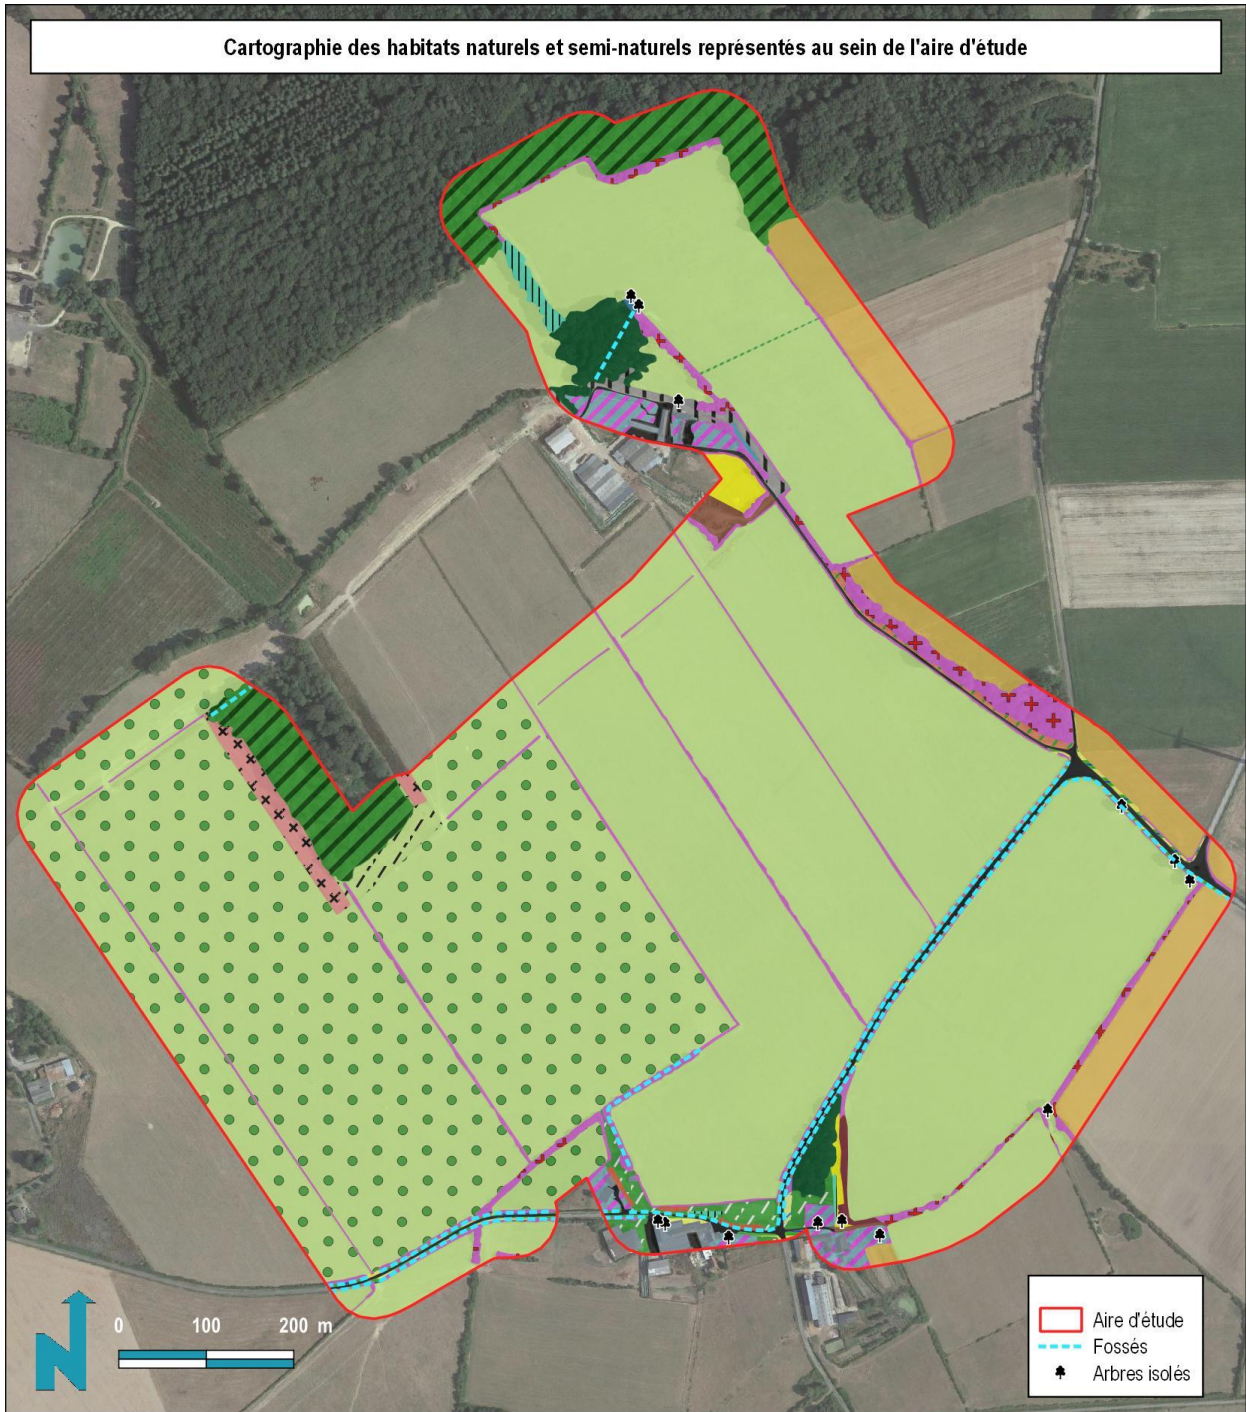 Cartographie des habitats naturels et semi-naturels représentés au sein de l'aire d'étude
N
0 100 200 m
Aire d'étude
Fossés
Arbres isolés